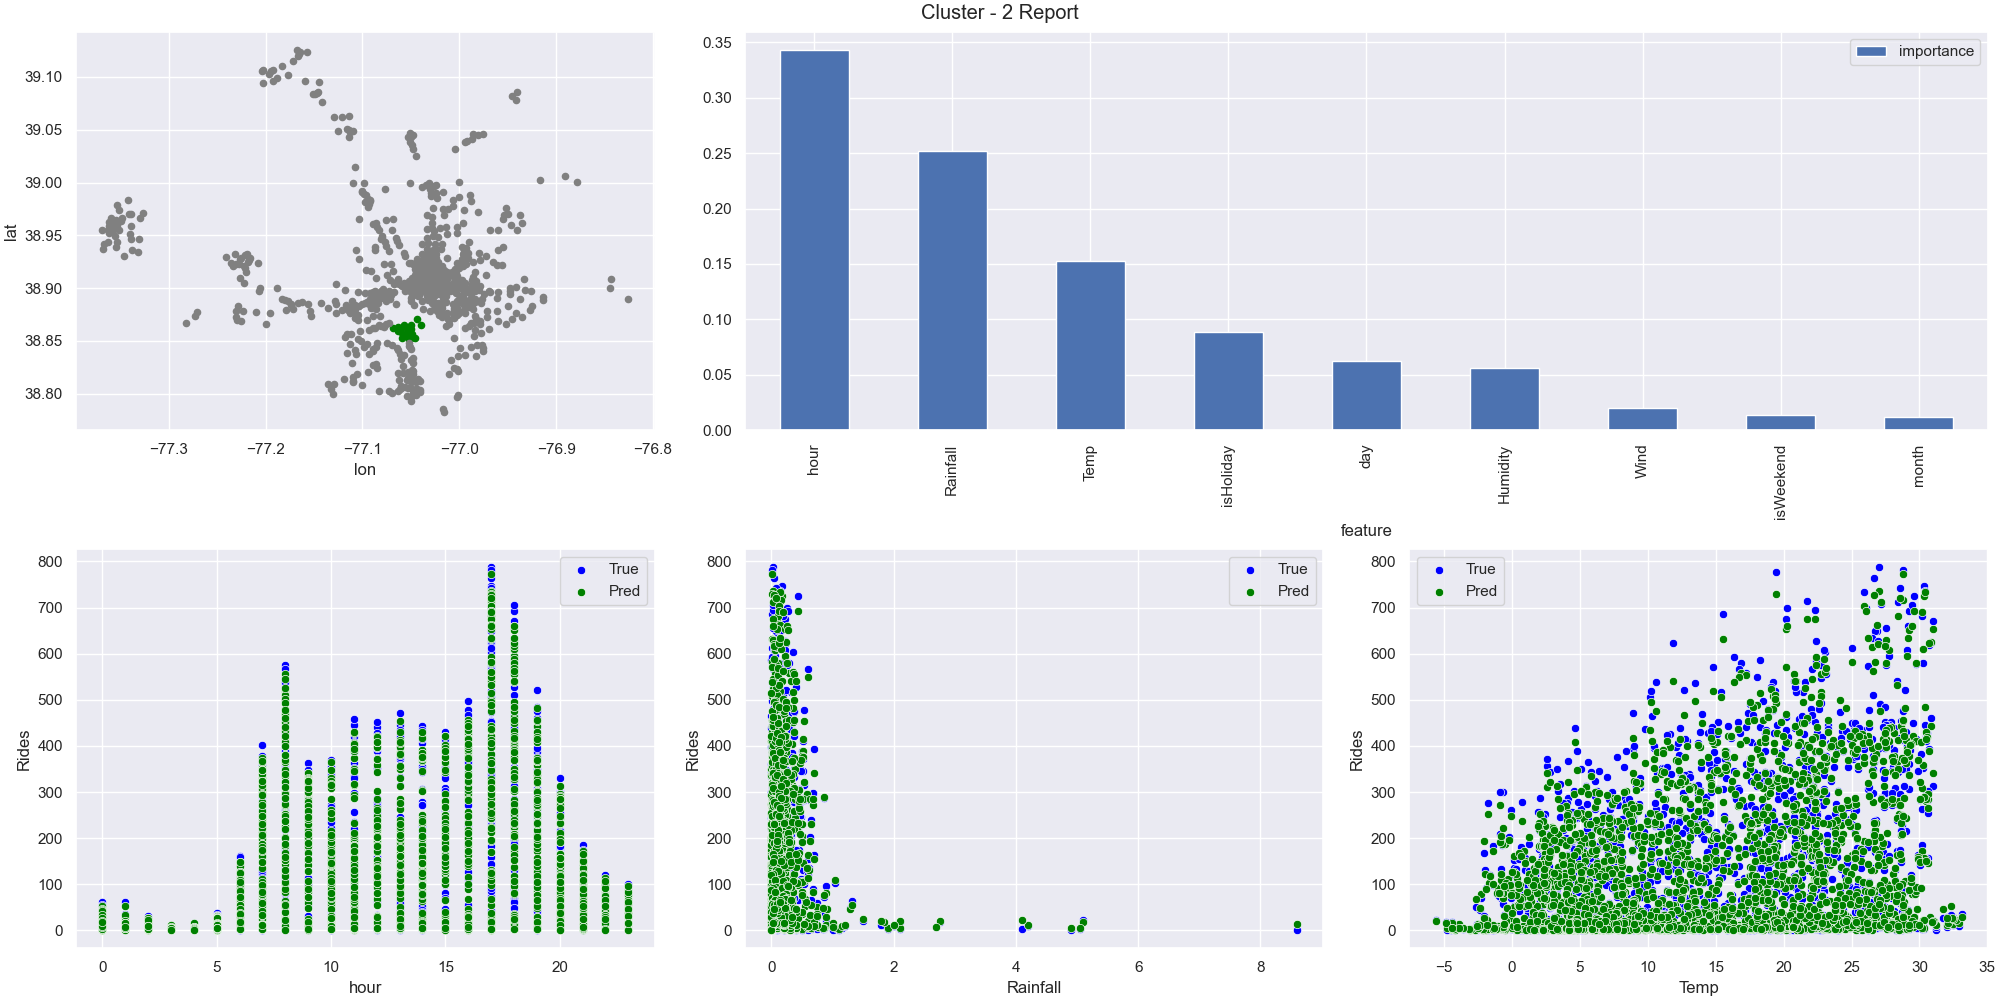 Cluster - 2 Report
39.10
39.05
39.00
38.95
38.90
38.85
38.80
lat
−77.3
−77.2
−77.1
−77.0
−76.9
−76.8
lon
importance
0.35
0.30
0.25
0.20
0.15
0.10
0.05
0.00
hour
Rainfall
Temp
isHoliday
day
Humidity
Wind
isWeekend
month
feature
True
Pred
800
700
600
500
400
300
200
100
0
Rides
0
5
10
15
20
hour
True
Pred
800
700
600
500
400
300
200
100
0
Rides
0
2
4
6
8
Rainfall
True
Pred
800
700
600
500
400
300
200
100
0
Rides
−5
0
5
10
15
20
25
30
35
Temp